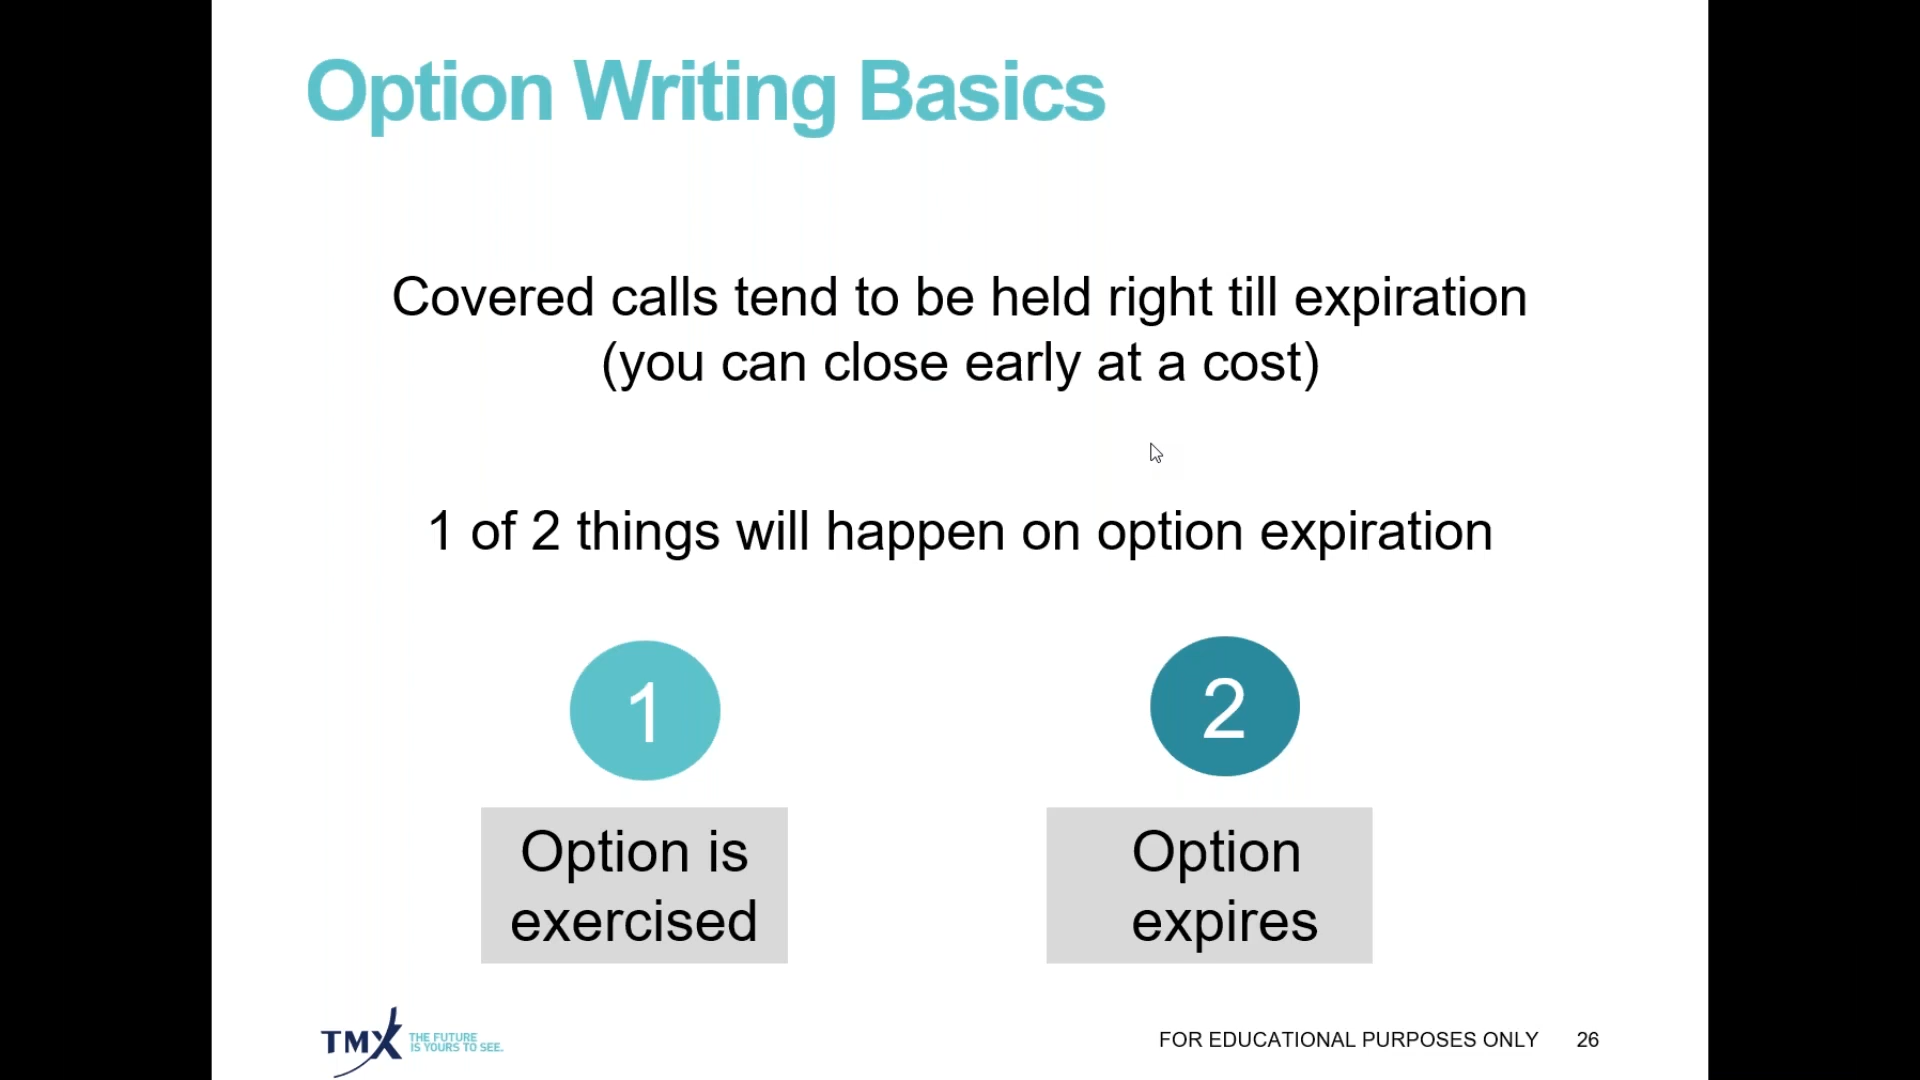 Option Writing Basics
Covered calls tend to be held right till expiration
(you can close early at a cost)
1 of 2 things will happen on option expiration
1
2
Option is
exercised
Option
expires
TMX
THE FUTURE
IS YOURS TO SEE.
FOR EDUCATIONAL PURPOSES ONLY
26